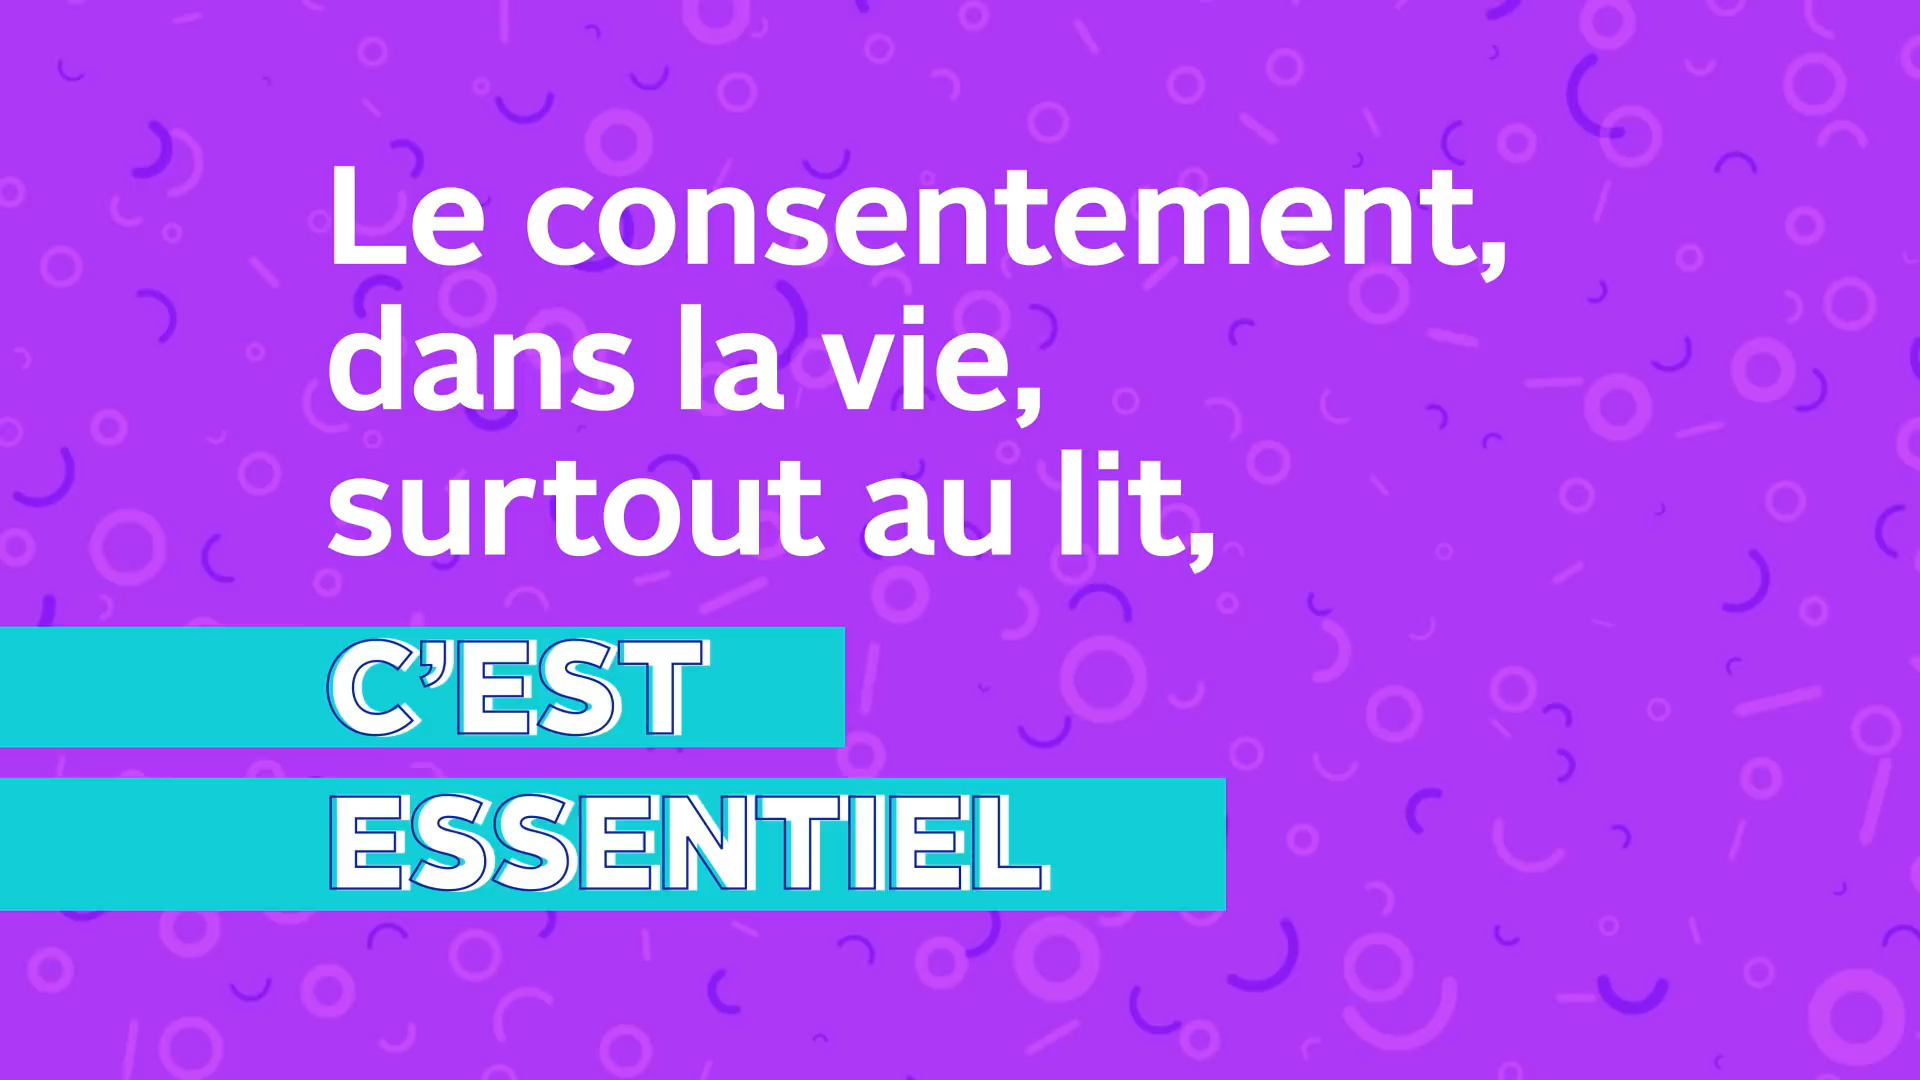 Le consentement,
dans la vie,
surtout au lit,
C’EST
ESSENTIEL